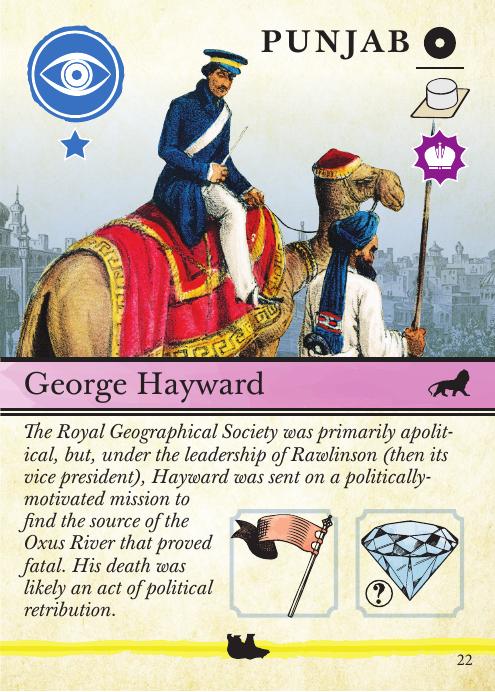 PUNJAB
George Hayward
The Royal Geographical Society was primarily apolit-
ical, but, under the leadership of Rawlinson (then its
vice president), Hayward was sent on a politically-
motivated mission to
find the source of the
Oxus River that proved
fatal. His death was
likely an act of political
retribution.
?
22